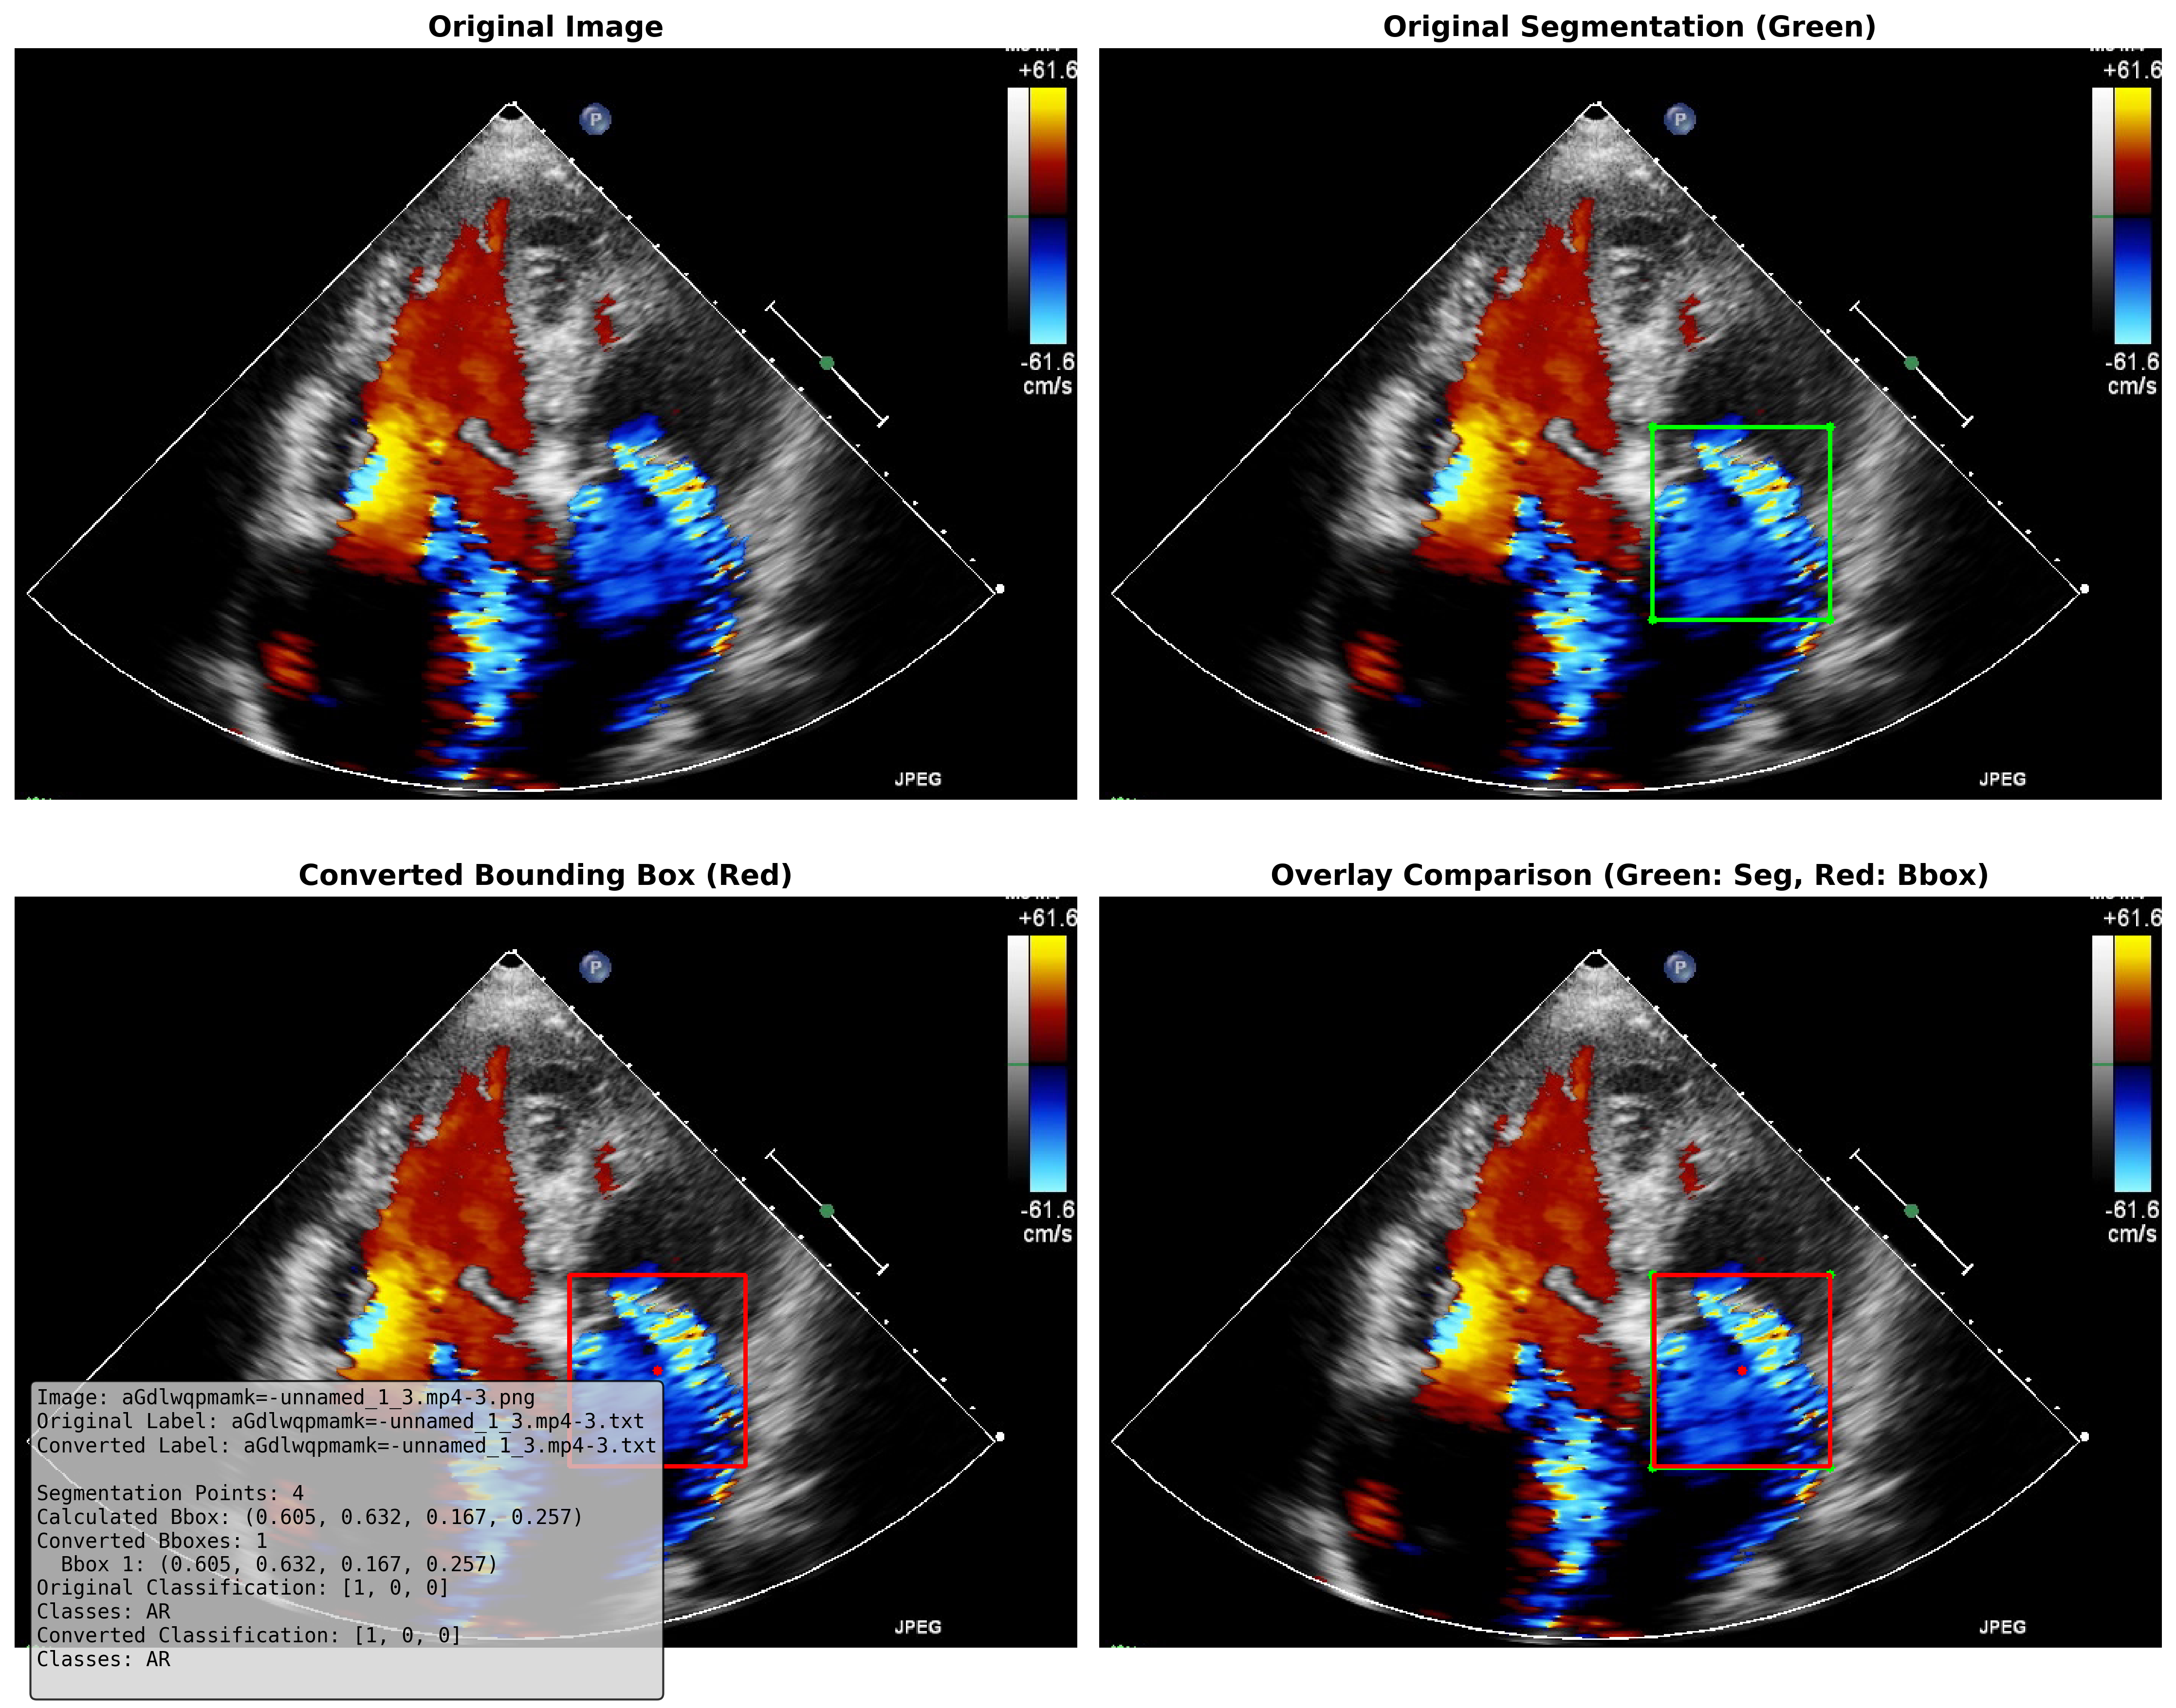 Original Image
Original Segmentation (Green)
+61.6
-61.6
cm/s
P
JPEG
+61.6
-61.6
cm/s
P
JPEG
Converted Bounding Box (Red)
Overlay Comparison (Green: Seg, Red: Bbox)
+61.6
-61.6
cm/s
P
JPEG
Image: aGdlwqpmamk=-unnamed_1_3.mp4-3.png
Original Label: aGdlwqpmamk=-unnamed_1_3.mp4-3.txt
Converted Label: aGdlwqpmamk=-unnamed_1_3.mp4-3.txt
Segmentation Points: 4
Calculated Bbox: (0.605, 0.632, 0.167, 0.257)
Converted Bboxes: 1
Bbox 1: (0.605, 0.632, 0.167, 0.257)
Original Classification: [1, 0, 0]
Classes: AR
Converted Classification: [1, 0, 0]
Classes: AR
+61.6
-61.6
cm/s
P
JPEG